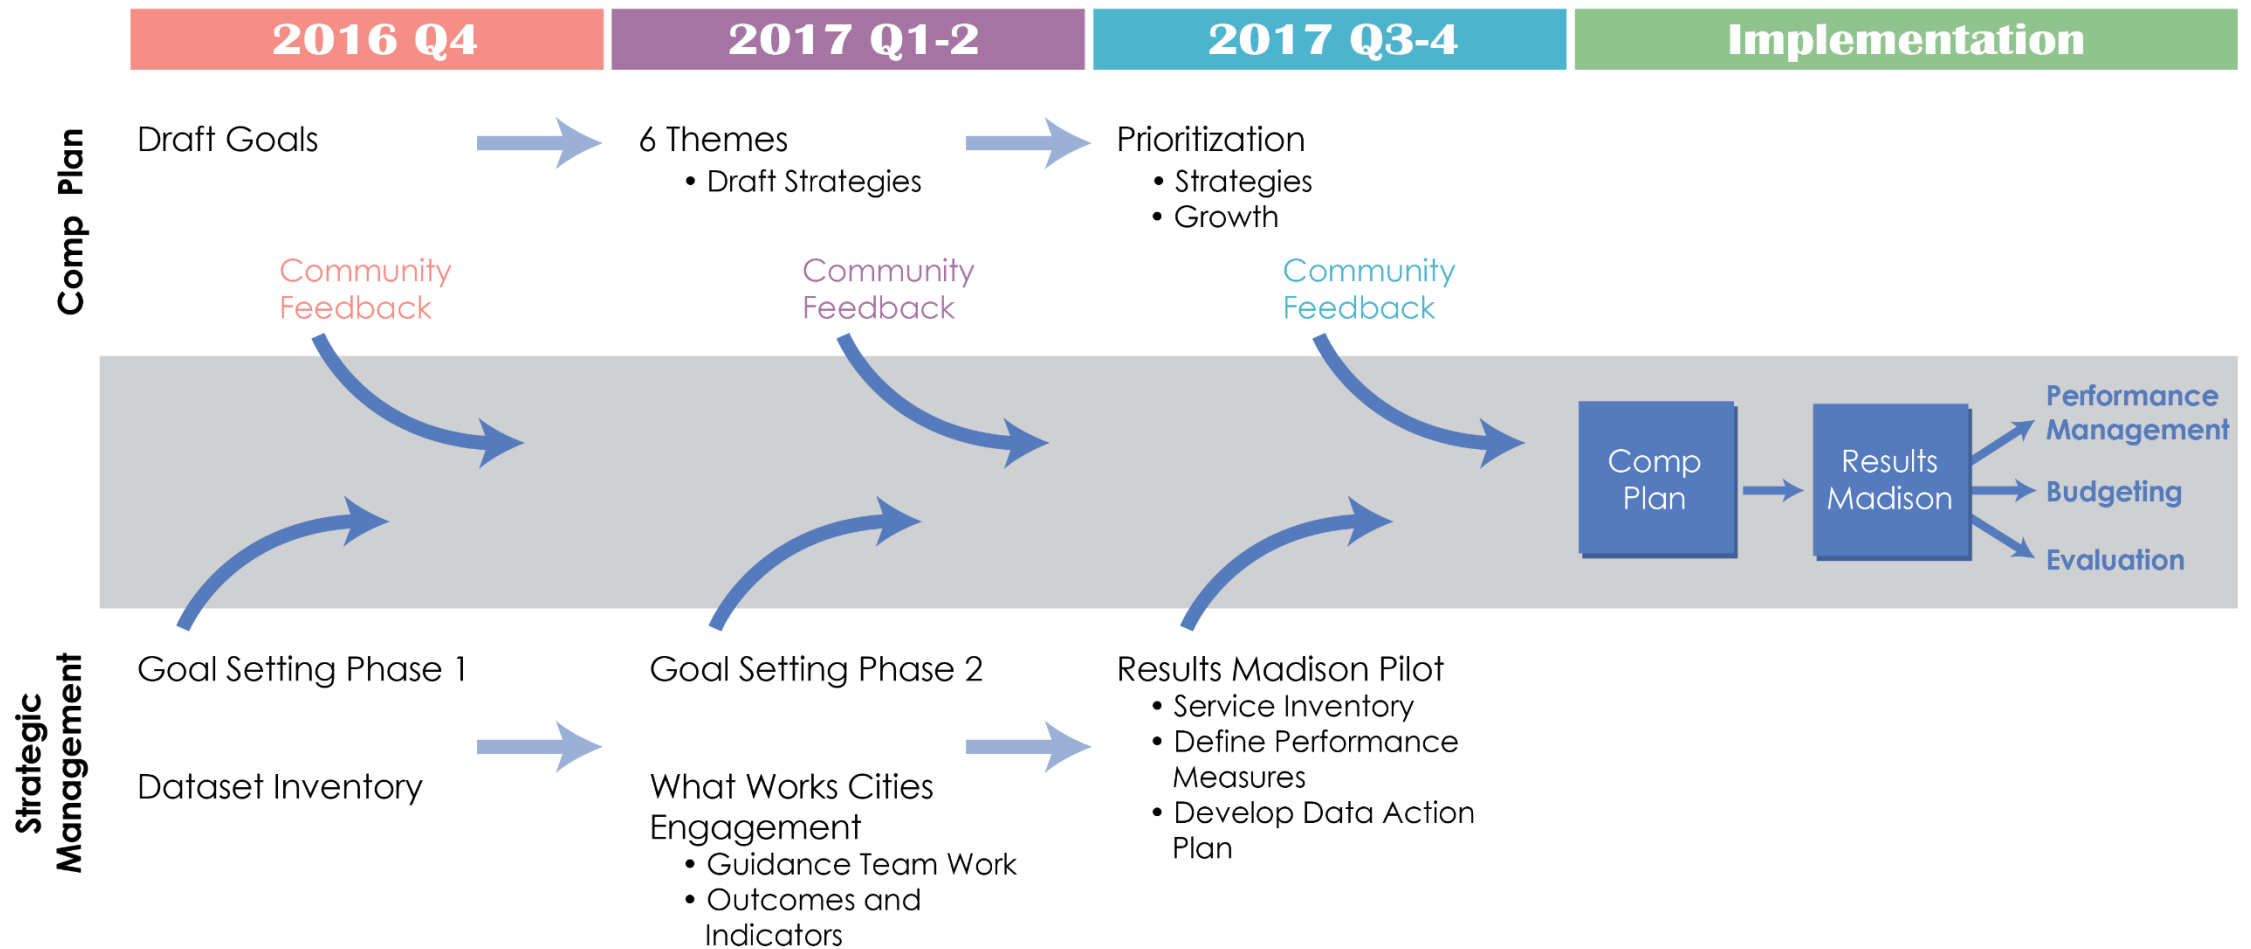 2016 Q4
2017 Q1-2
2017 Q3-4
Implementation
Comp Plan
Draft Goals
6 Themes
• Draft Strategies
Prioritization
• Strategies
• Growth
Community
Feedback
Community
Feedback
Community
Feedback
Comp
Plan
Results
Madison
Performance
Management
Budgeting
Evaluation
Strategic
Management
Goal Setting Phase 1
Dataset Inventory
Goal Setting Phase 2
What Works Cities
Engagement
• Guidance Team Work
• Outcomes and
Indicators
Results Madison Pilot
• Service Inventory
• Define Performance
Measures
• Develop Data Action
Plan